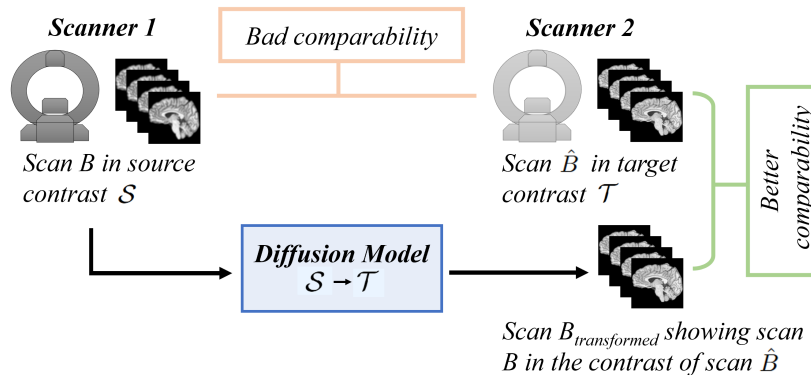 Scanner 1
Bad comparability
Scanner 2
Scan B in source
contrast 𝒮
Scan B̂ in target
contrast 𝒯
Better
comparability
Diffusion Model
𝒮 → 𝒯
Scan B_transformed showing scan
B in the contrast of scan B̂